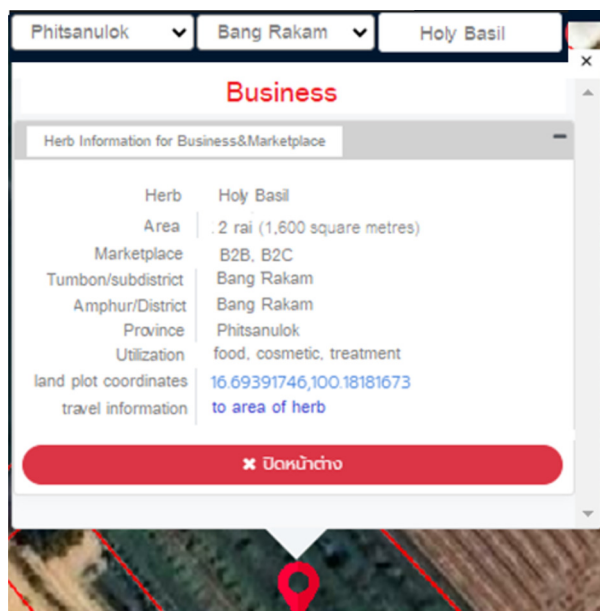 Phitsanulok Bang Rakam Holy Basil
×
Business
Herb Information for Business&Marketplace
Herb Holy Basil
Area . 2 rai (1,600 square metres)
Marketplace B2B, B2C
Tumbon/subdistrict Bang Rakam
Amphur/District Bang Rakam
Province Phitsanulok
Utilization food, cosmetic, treatment
land plot coordinates 16.69391746,100.18181673
travel information to area of herb
✖ ปิดหน้าต่าง